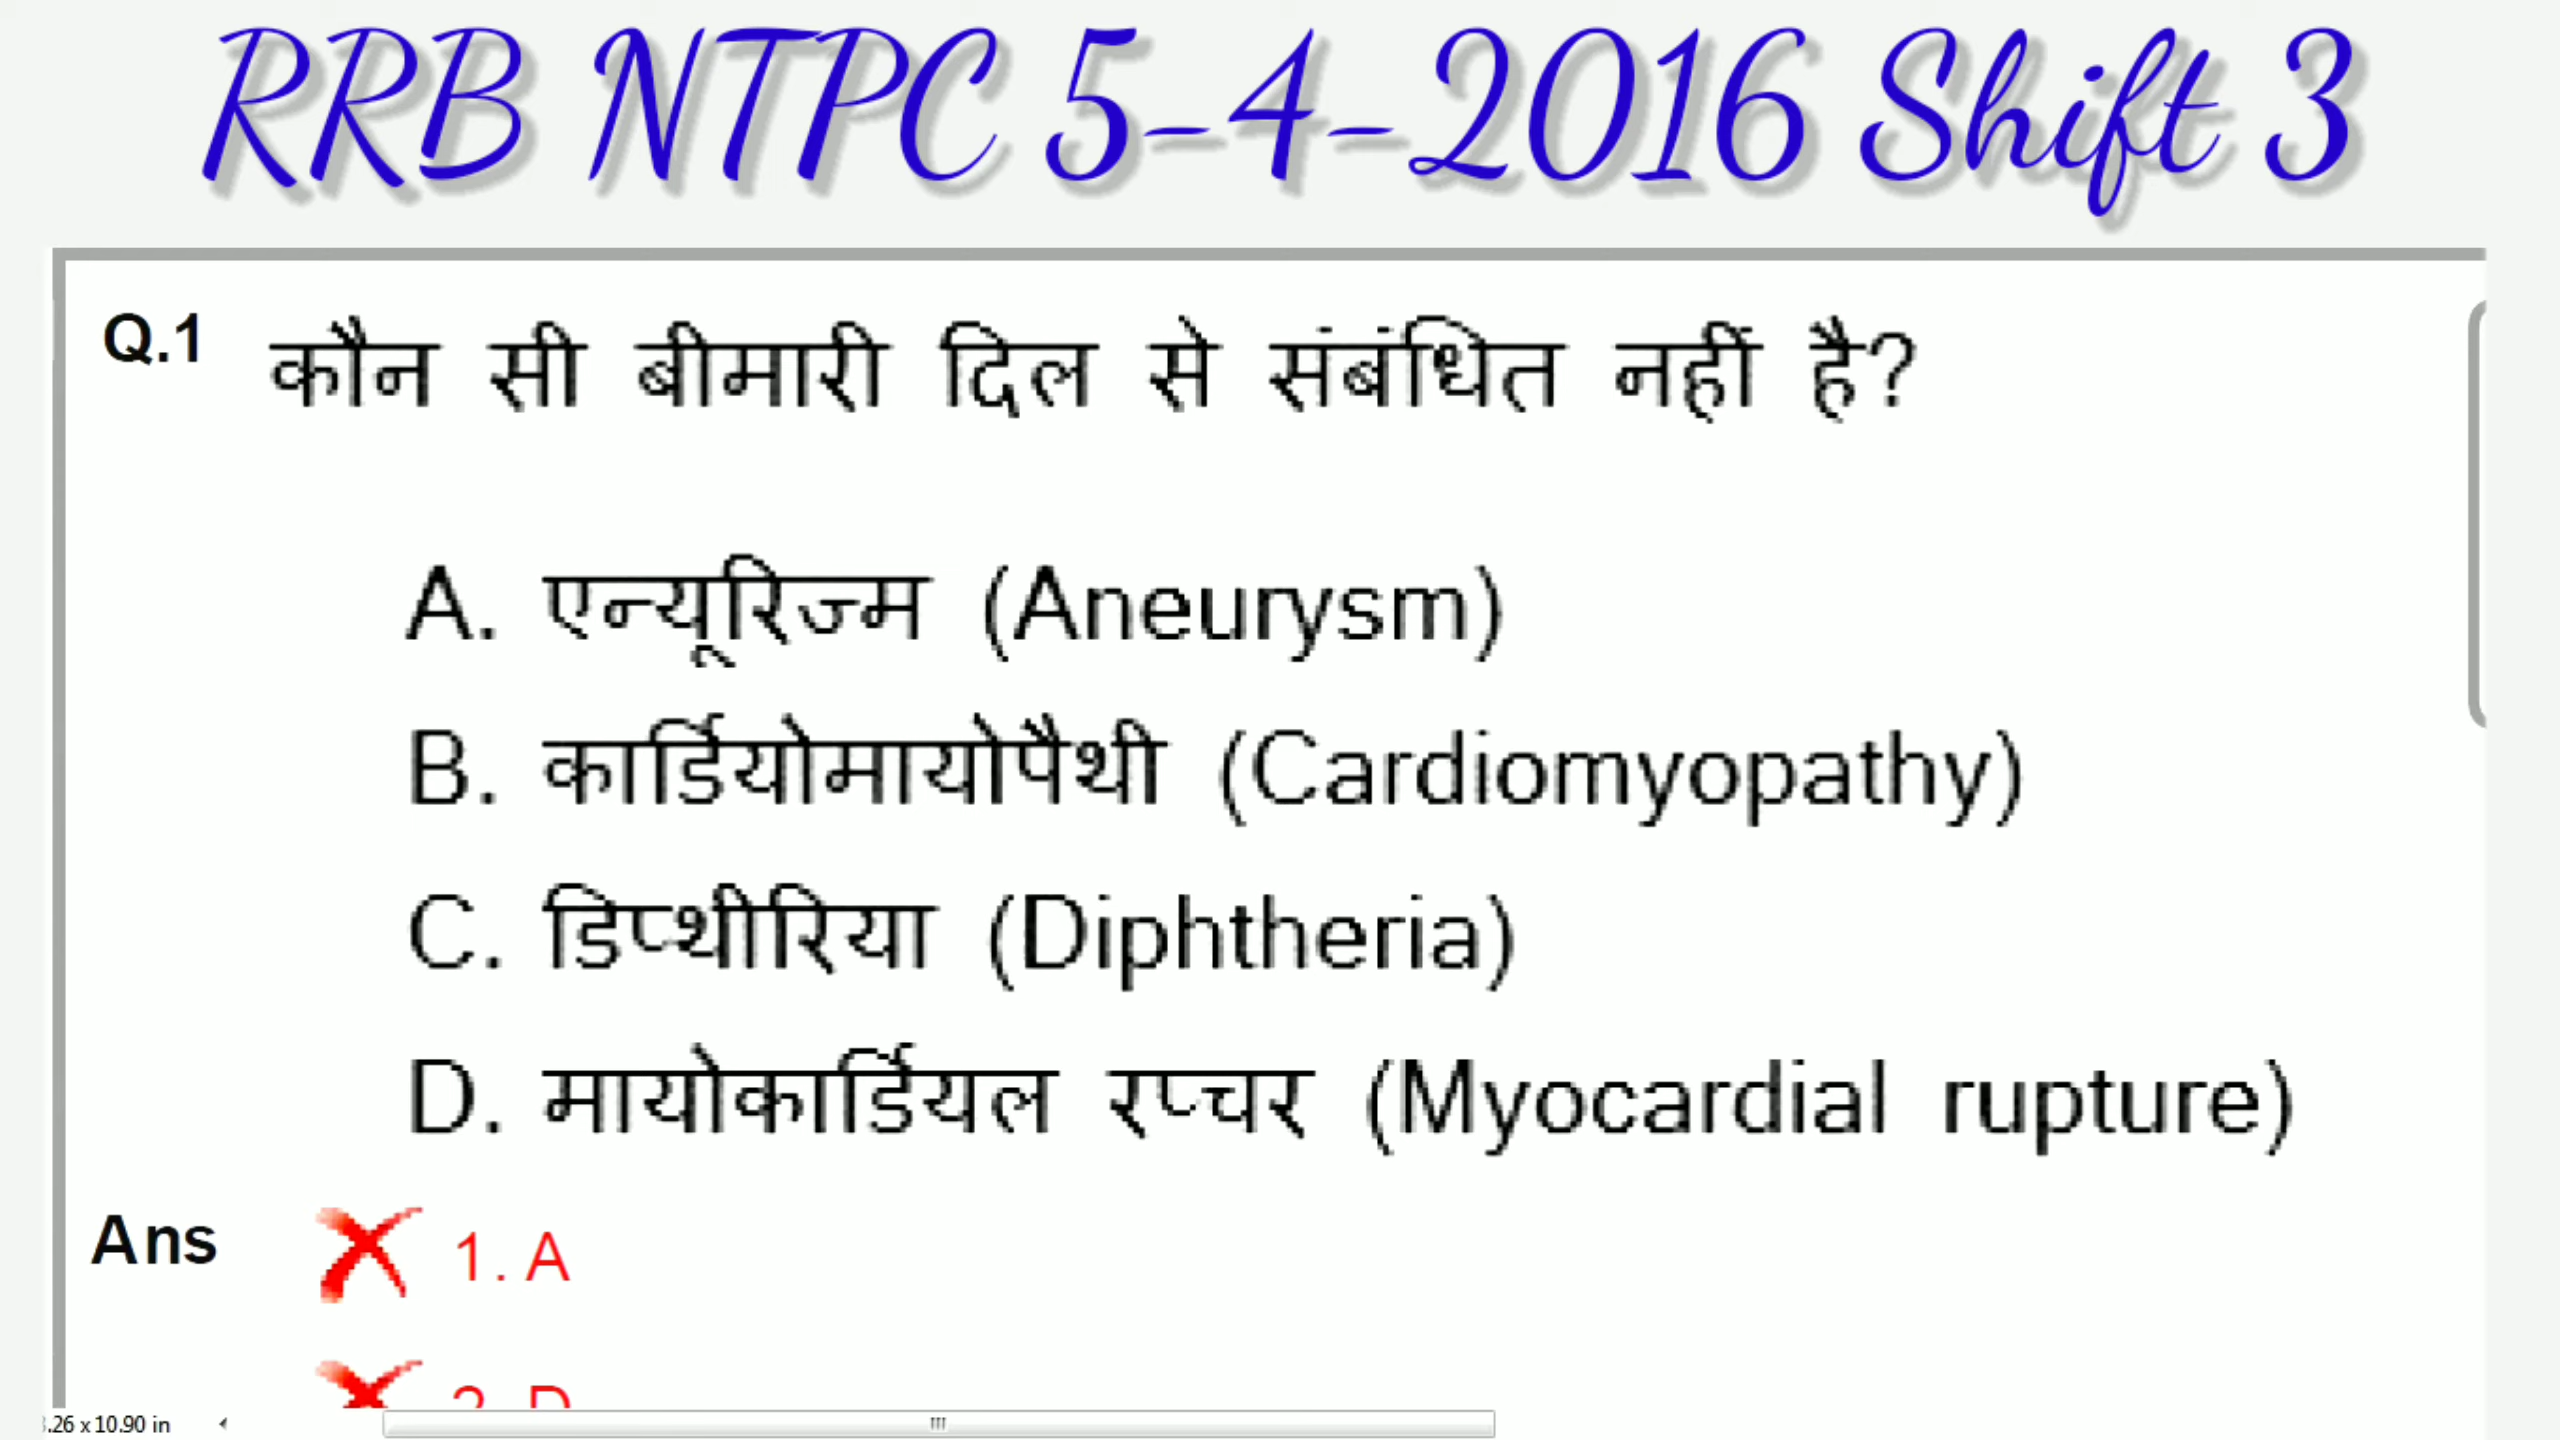 RRB NTPC 5-4-2016 Shift 3
Q.1 कौन सी बीमारी दिल से संबंधित नहीं है?
A. एन्यूरिज्म (Aneurysm)
B. कार्डियोमायोपैथी (Cardiomyopathy)
C. डिप्थीरिया (Diphtheria)
D. मायोकार्डियल रप्चर (Myocardial rupture)
Ans 1. A
.26 x 10.90 in